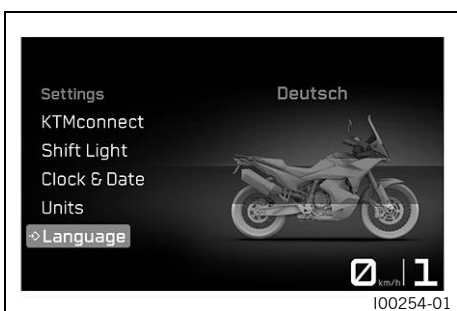 Settings
Deutsch
KTMconnect
Shift Light
Clock & Date
Units
Language
0 km/h 1
I00254-01